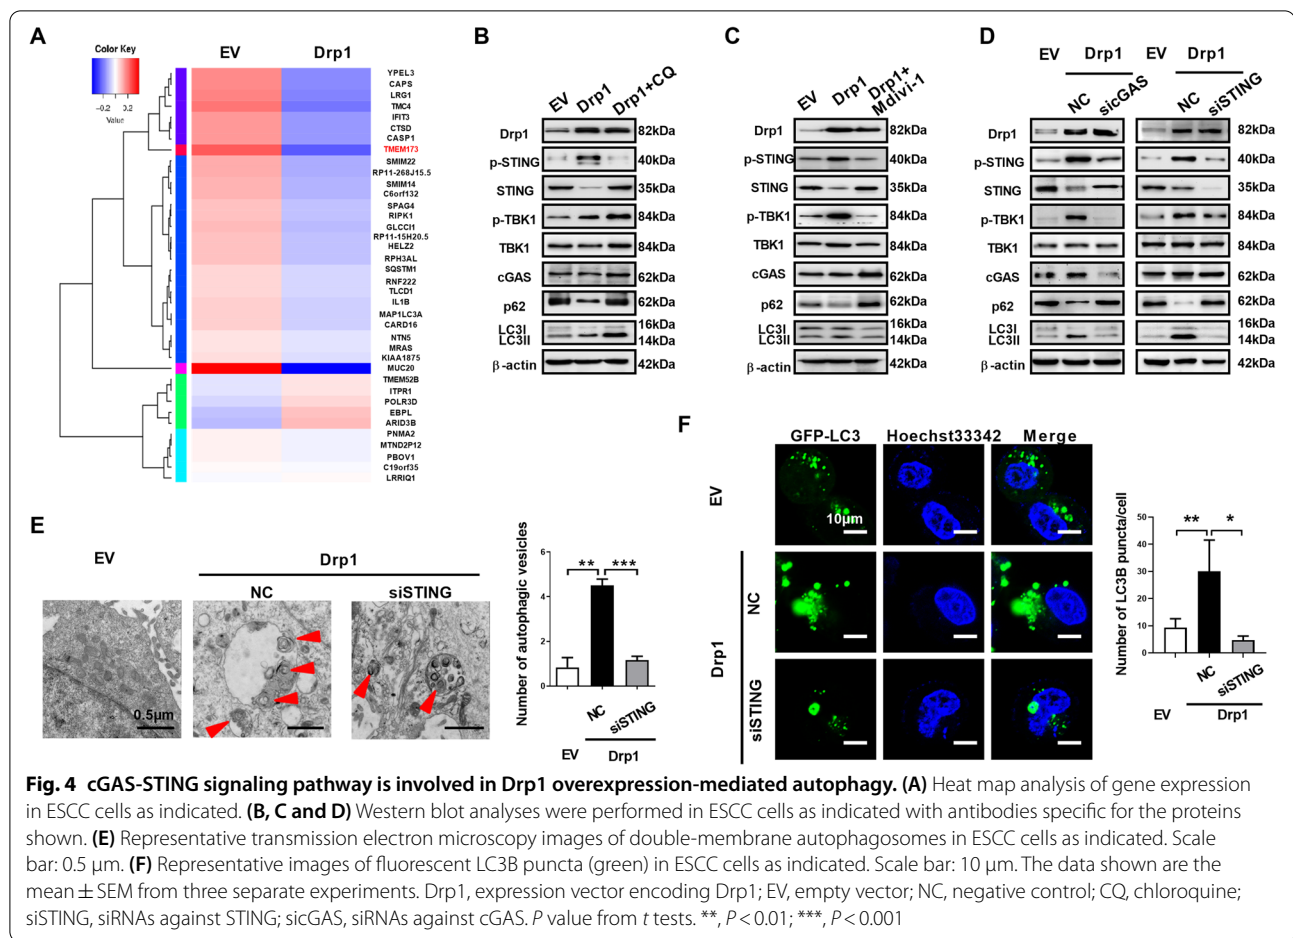 A
Color Key
−0.2 0.2
Value
EV Drp1
YPEL3
CAPS
LRG1
TMC4
IFIT3
CTSD
CASP1
TMEM173
SMIM22
RP11-268J15.5
SMIM14
C6orf132
SPAG4
RIPK1
GLCCI1
RP11-15H20.5
HELZ2
RPH3AL
SQSTM1
RNF222
TLCD1
IL1B
MAP1LC3A
CARD16
NTN5
MRAS
KIAA1875
MUC20
TMEM52B
ITPR1
POLR3D
EBPL
ARID3B
PNMA2
MTND2P12
PBOV1
C19orf35
LRRIQ1
B
EV Drp1 Drp1+CQ
Drp1 82kDa
p-STING 40kDa
STING 35kDa
p-TBK1 84kDa
TBK1 84kDa
cGAS 62kDa
p62 62kDa
LC3I 16kDa
LC3II 14kDa
β-actin 42kDa
C
EV Drp1 Drp1+
Mdivi-1
Drp1 82kDa
p-STING 40kDa
STING 35kDa
p-TBK1 84kDa
TBK1 84kDa
cGAS 62kDa
p62 62kDa
LC3I 16kDa
LC3II 14kDa
β-actin 42kDa
D
EV Drp1 EV Drp1
NC sicGAS NC siSTING
Drp1 82kDa
p-STING 40kDa
STING 35kDa
p-TBK1 84kDa
TBK1 84kDa
cGAS 62kDa
p62 62kDa
LC3I 16kDa
LC3II 14kDa
β-actin 42kDa
E
EV Drp1
NC siSTING
0.5μm
Number of autophagic vesicies
6
4
2
0
** ***
NC siSTING
EV Drp1
F
GFP-LC3 Hoechst33342 Merge
EV
10μm
Drp1
NC
siSTING
Number of LC3B puncta/cell
50
40
30
20
10
0
** *
NC siSTING
EV Drp1
Fig. 4 cGAS-STING signaling pathway is involved in Drp1 overexpression-mediated autophagy. (A) Heat map analysis of gene expression
in ESCC cells as indicated. (B, C and D) Western blot analyses were performed in ESCC cells as indicated with antibodies specific for the proteins
shown. (E) Representative transmission electron microscopy images of double-membrane autophagosomes in ESCC cells as indicated. Scale
bar: 0.5 μm. (F) Representative images of fluorescent LC3B puncta (green) in ESCC cells as indicated. Scale bar: 10 μm. The data shown are the
mean ± SEM from three separate experiments. Drp1, expression vector encoding Drp1; EV, empty vector; NC, negative control; CQ, chloroquine;
siSTING, siRNAs against STING; sicGAS, siRNAs against cGAS. P value from t tests. **, P < 0.01; ***, P < 0.001